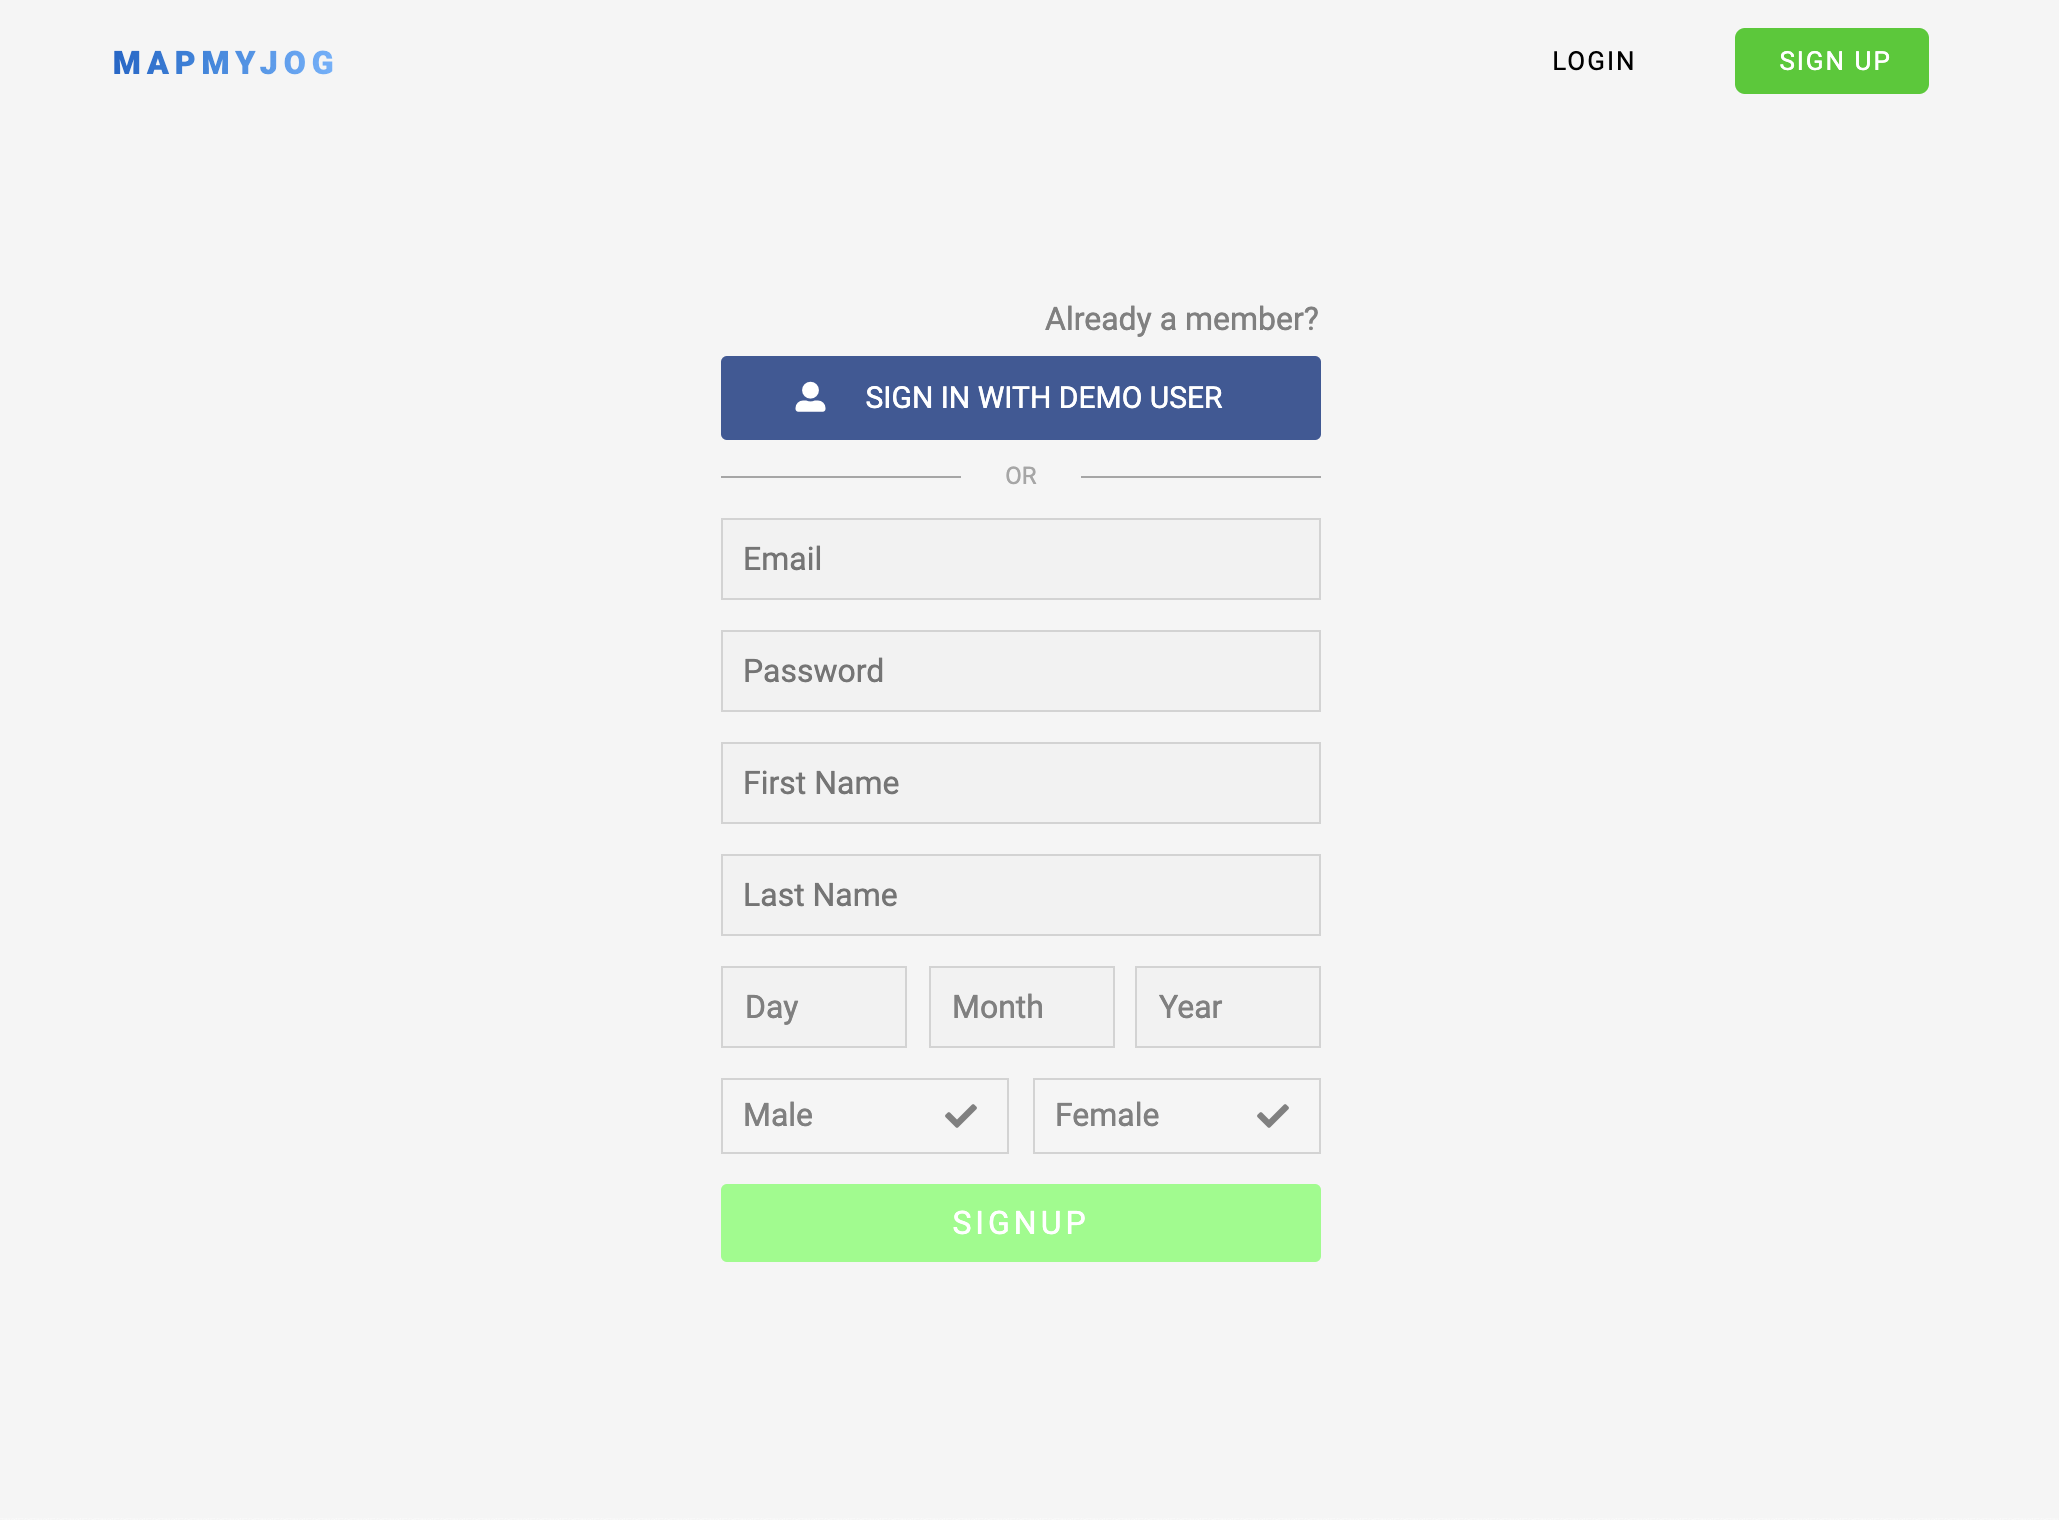 MAPMYJOG
LOGIN
SIGN UP
Already a member?
SIGN IN WITH DEMO USER
OR
Email
Password
First Name
Last Name
Day
Month
Year
Male
Female
SIGNUP